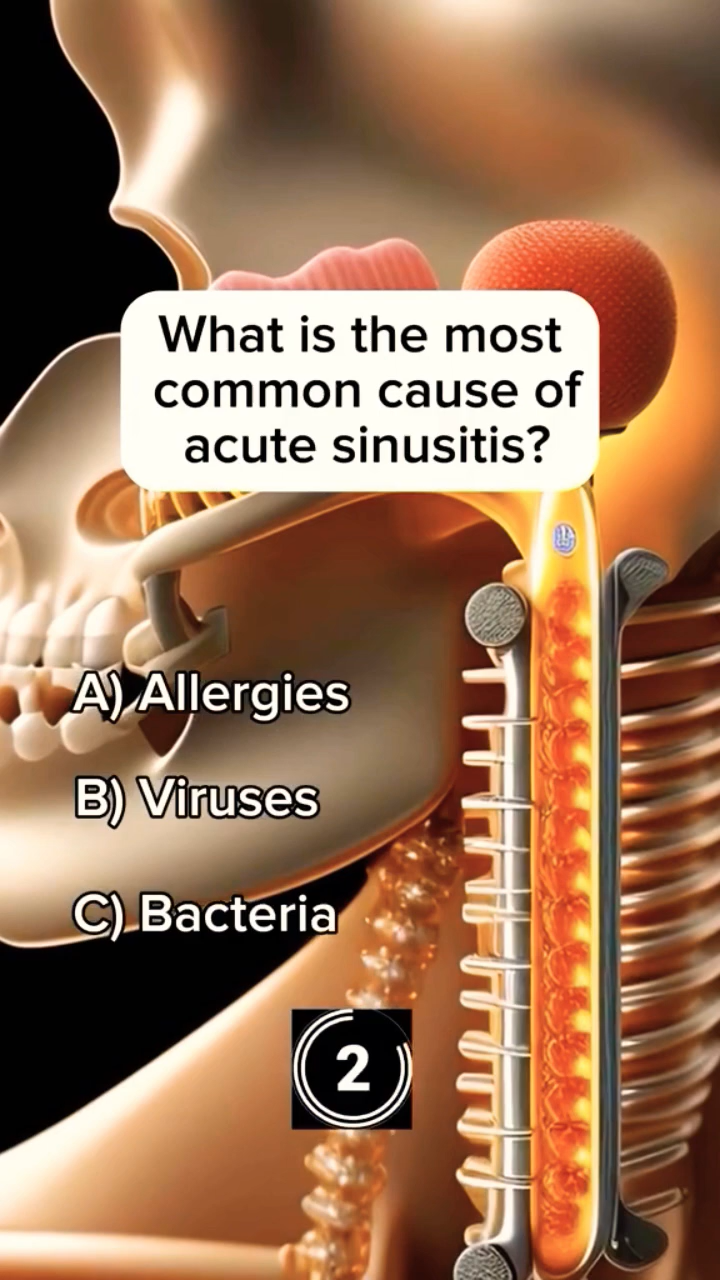 What is the most
common cause of
acute sinusitis?
A) Allergies
B) Viruses
C) Bacteria
2